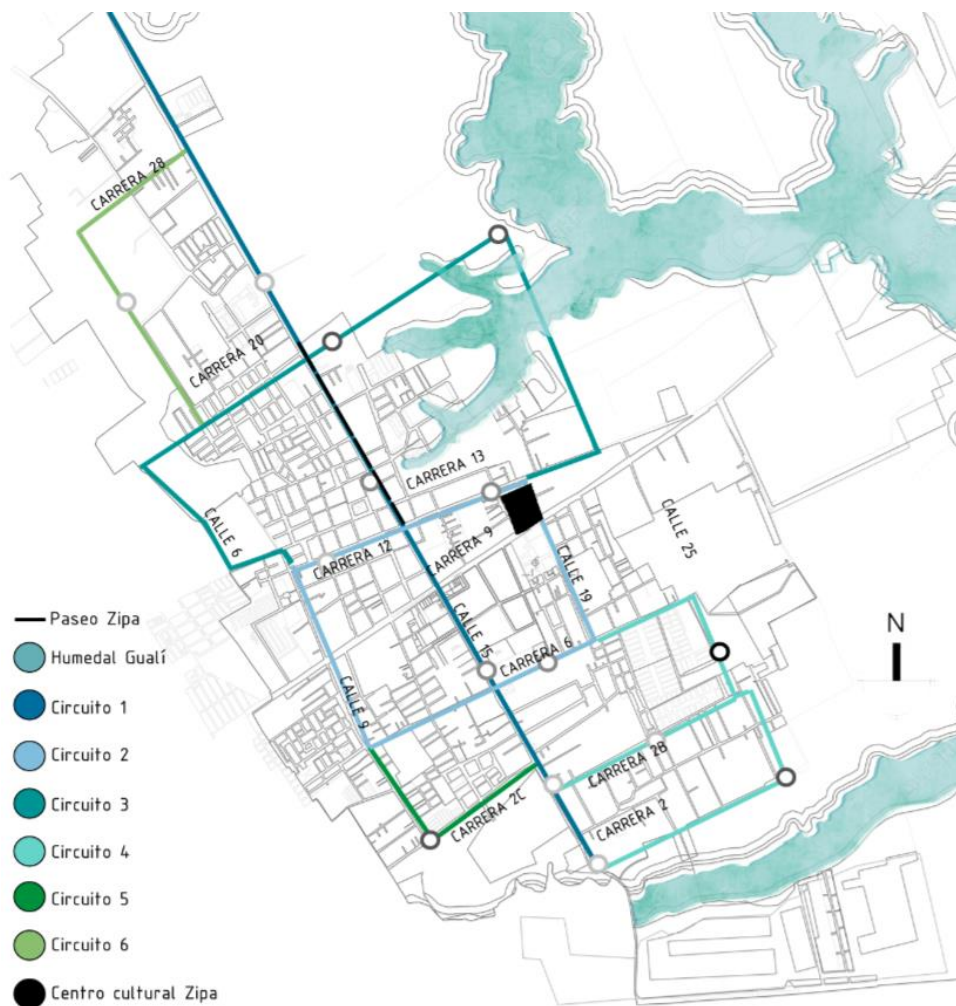 CARRERA 28
CARRERA 20
CARRERA 13
CALLE 6
CARRERA 12
CARRERA 9
CALLE 25
CALLE 19
CALLE 15
CARRERA 6
CALLE 9
CARRERA 2B
CARRERA 2C
CARRERA 2
N
Paseo Zipa
Humedal Gualí
Circuito 1
Circuito 2
Circuito 3
Circuito 4
Circuito 5
Circuito 6
Centro cultural Zipa